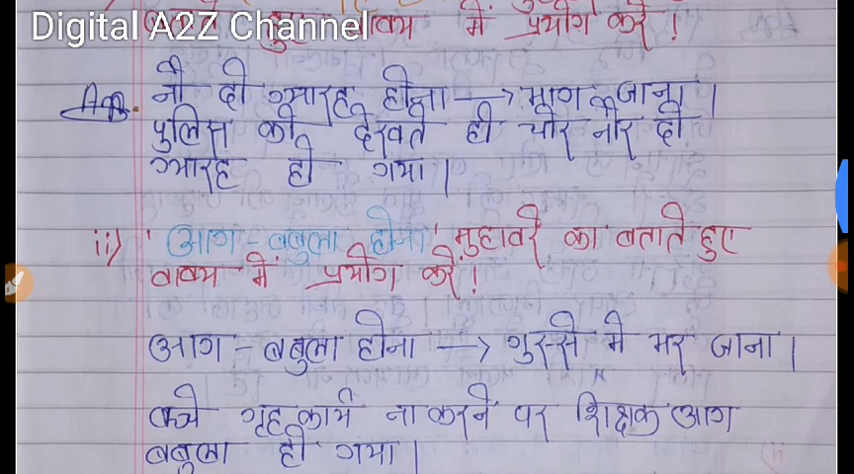 बताते हुए वाक्य में प्रयोग करें!
Digital A2Z Channel
Ans. नौ दो ग्यारह होना → भाग जाना।
पुलिस को देखते ही चोर नौर दो
ग्यारह हो गया।
ii) 'आग-बबुला होना' मुहावरे का बताते हुए
वाक्य में प्रयोग करें!
आग-बबुला होना → गुस्से में भर जाना।
बच्चे गृह कार्य ना करने पर शिक्षक आग
बबुला हो गया।